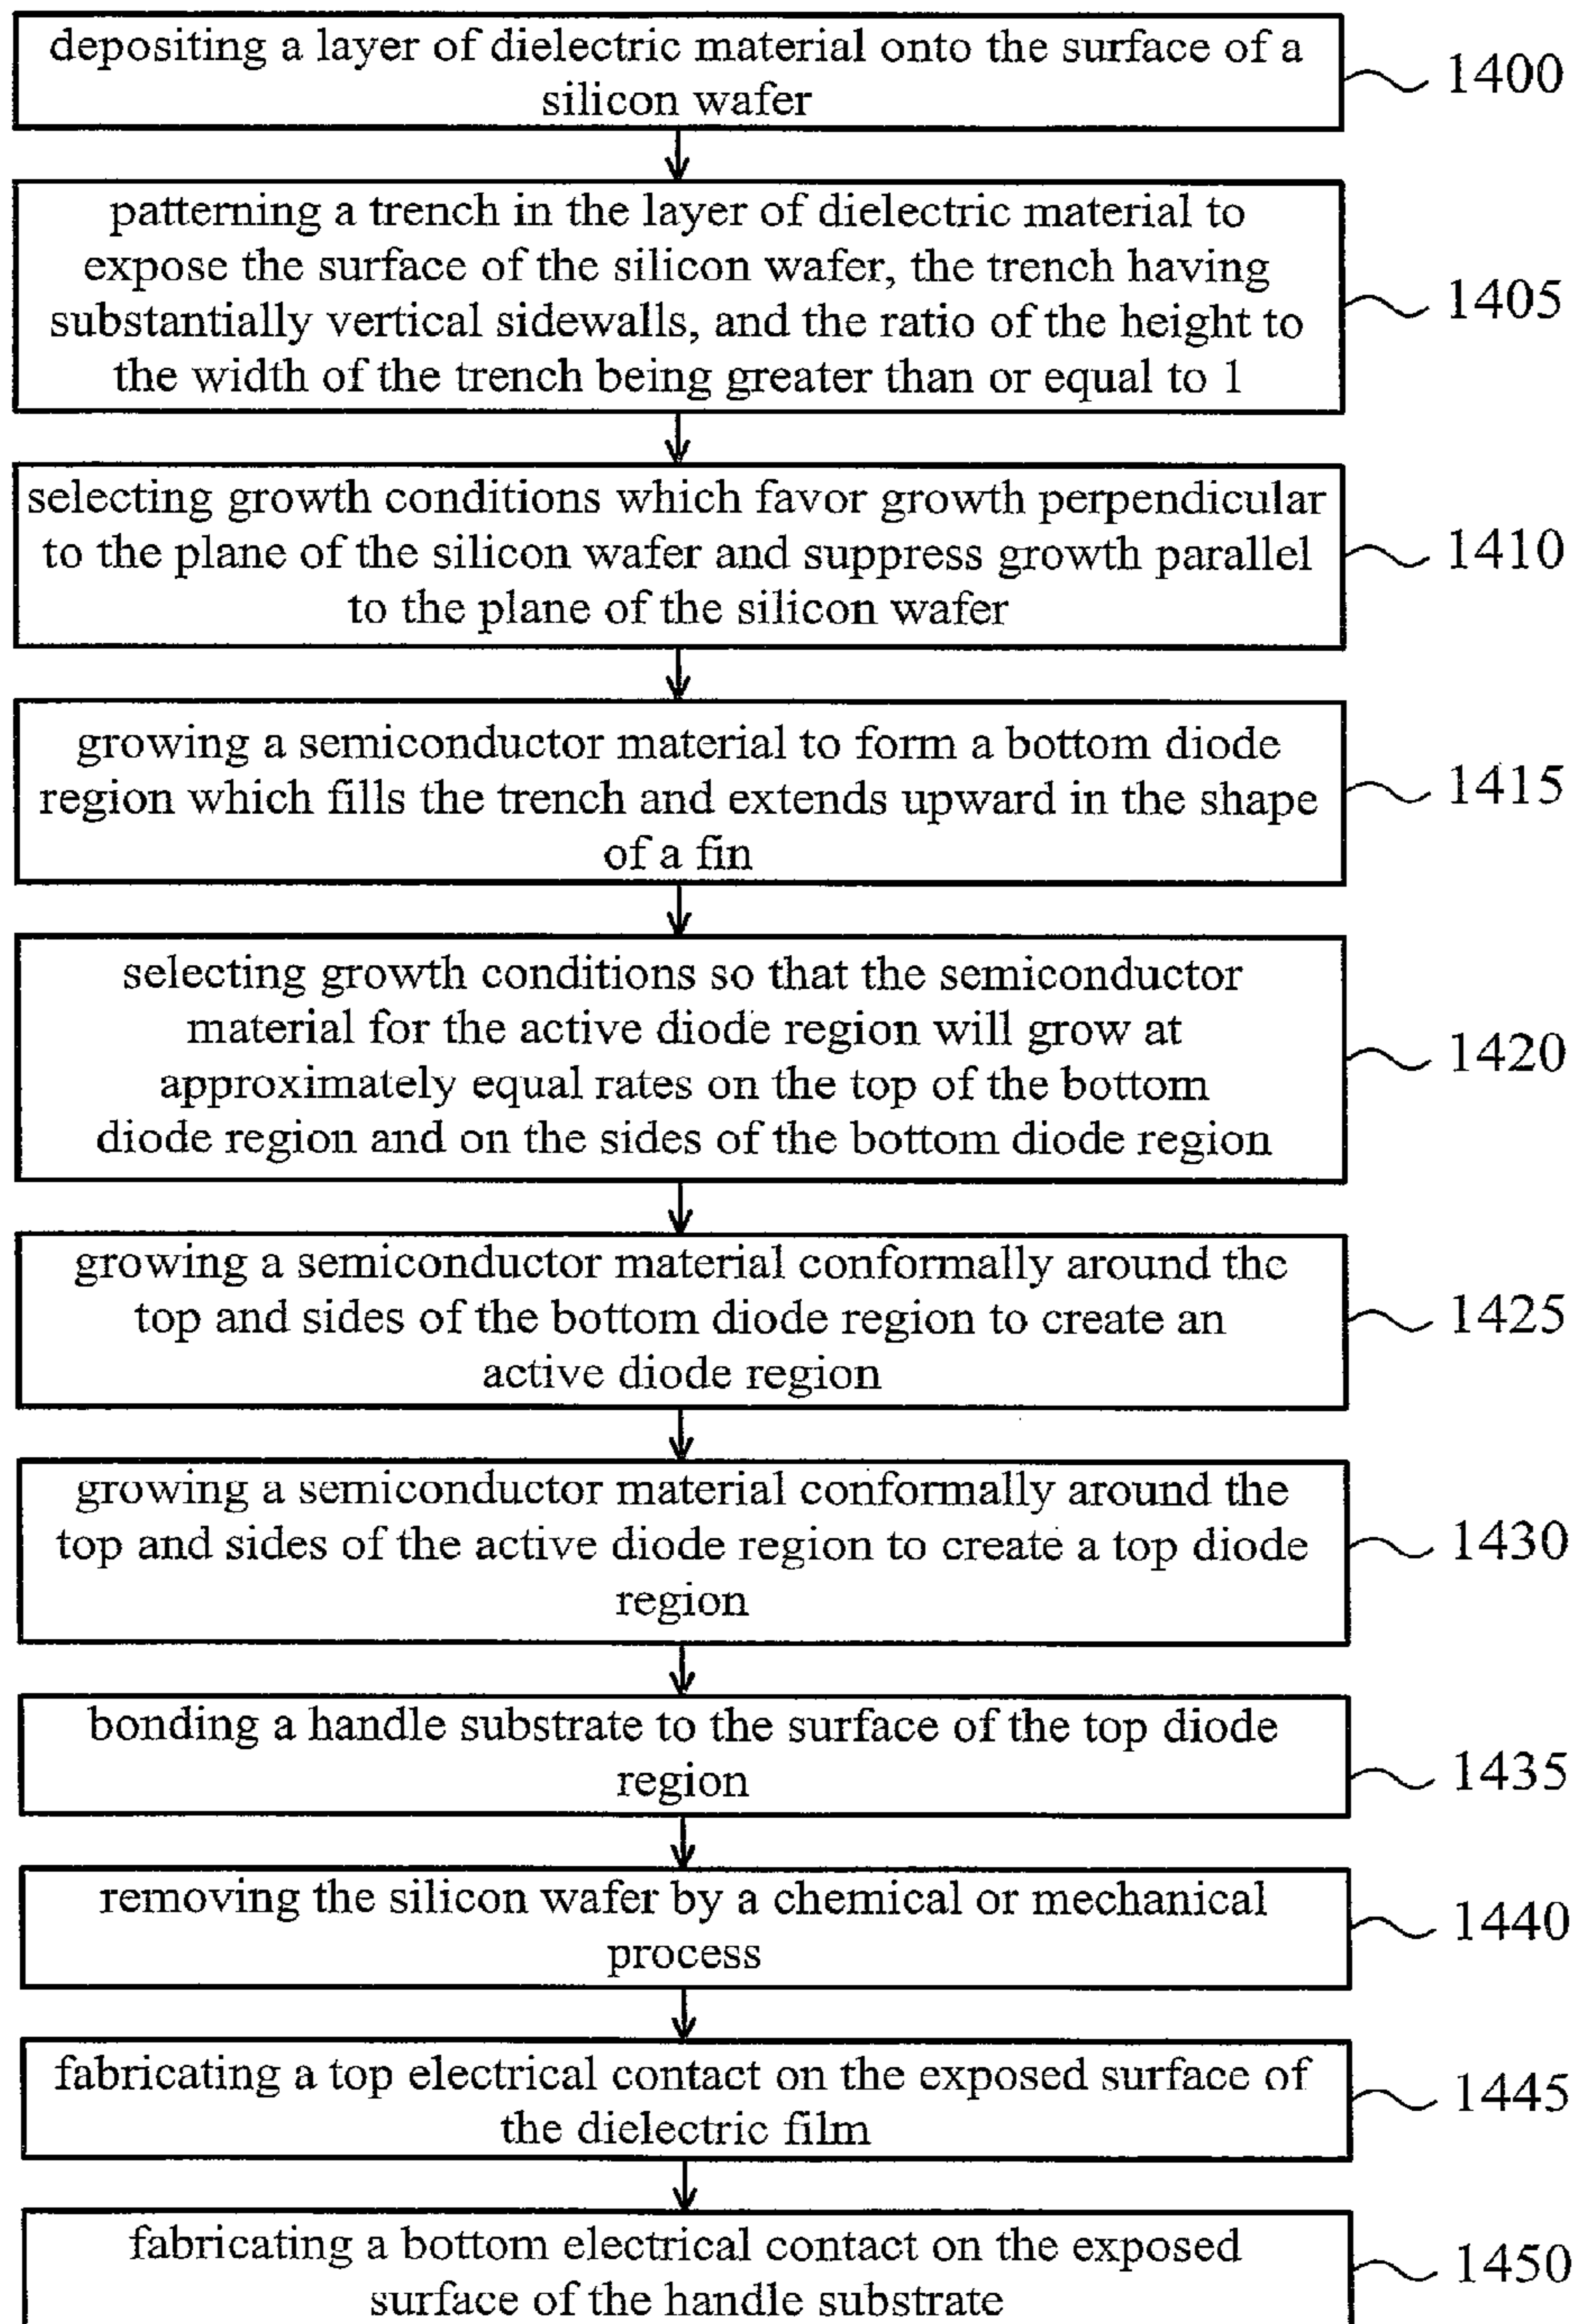 depositing a layer of dielectric material onto the surface of a
silicon wafer
1400
patterning a trench in the layer of dielectric material to
expose the surface of the silicon wafer, the trench having
substantially vertical sidewalls, and the ratio of the height to
the width of the trench being greater than or equal to 1
1405
selecting growth conditions which favor growth perpendicular
to the plane of the silicon wafer and suppress growth parallel
to the plane of the silicon wafer
1410
growing a semiconductor material to form a bottom diode
region which fills the trench and extends upward in the shape
of a fin
1415
selecting growth conditions so that the semiconductor
material for the active diode region will grow at
approximately equal rates on the top of the bottom
diode region and on the sides of the bottom diode region
1420
growing a semiconductor material conformally around the
top and sides of the bottom diode region to create an
active diode region
1425
growing a semiconductor material conformally around the
top and sides of the active diode region to create a top diode
region
1430
bonding a handle substrate to the surface of the top diode
region
1435
removing the silicon wafer by a chemical or mechanical
process
1440
fabricating a top electrical contact on the exposed surface of
the dielectric film
1445
fabricating a bottom electrical contact on the exposed
surface of the handle substrate
1450